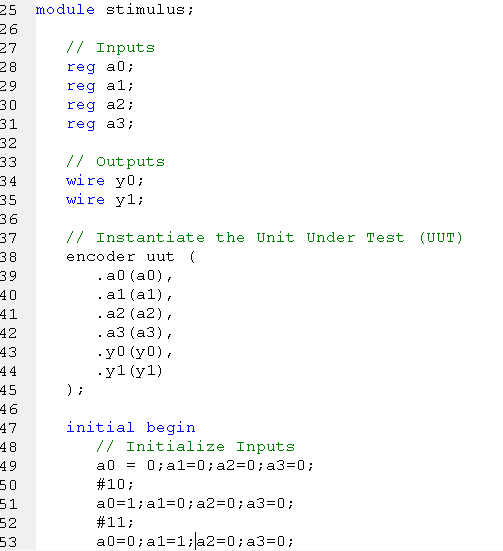 25 module stimulus;
26
27 // Inputs
28 reg a0;
29 reg a1;
30 reg a2;
31 reg a3;
32
33 // Outputs
34 wire y0;
35 wire y1;
36
37 // Instantiate the Unit Under Test (UUT)
38 encoder uut (
39 .a0(a0),
40 .a1(a1),
41 .a2(a2),
42 .a3(a3),
43 .y0(y0),
44 .y1(y1)
45 );
46
47 initial begin
48 // Initialize Inputs
49 a0 = 0;a1=0;a2=0;a3=0;
50 #10;
51 a0=1;a1=0;a2=0;a3=0;
52 #11;
53 a0=0;a1=1;a2=0;a3=0;